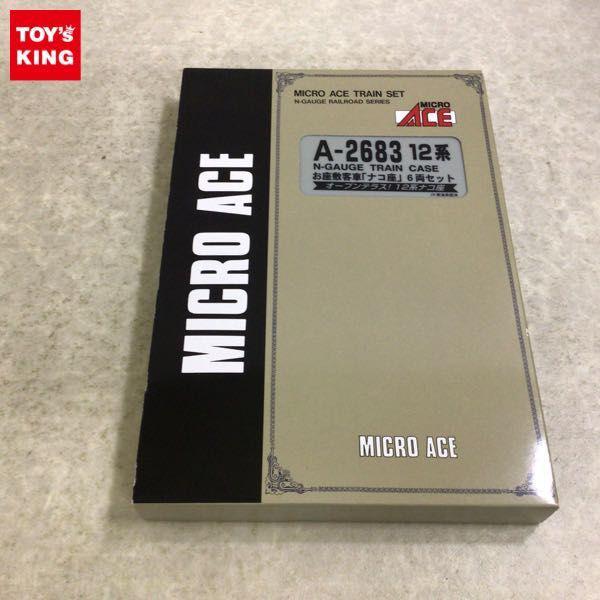 TOY's
KING
MICRO ACE TRAIN SET
N-GAUGE RAILROAD SERIES
MICRO
ACE
A-2683 12系
N-GAUGE TRAIN CASE
お座敷客車「ナコ座」6両セット
オープンテラス! 12系ナコ座
MICRO ACE
MICRO ACE